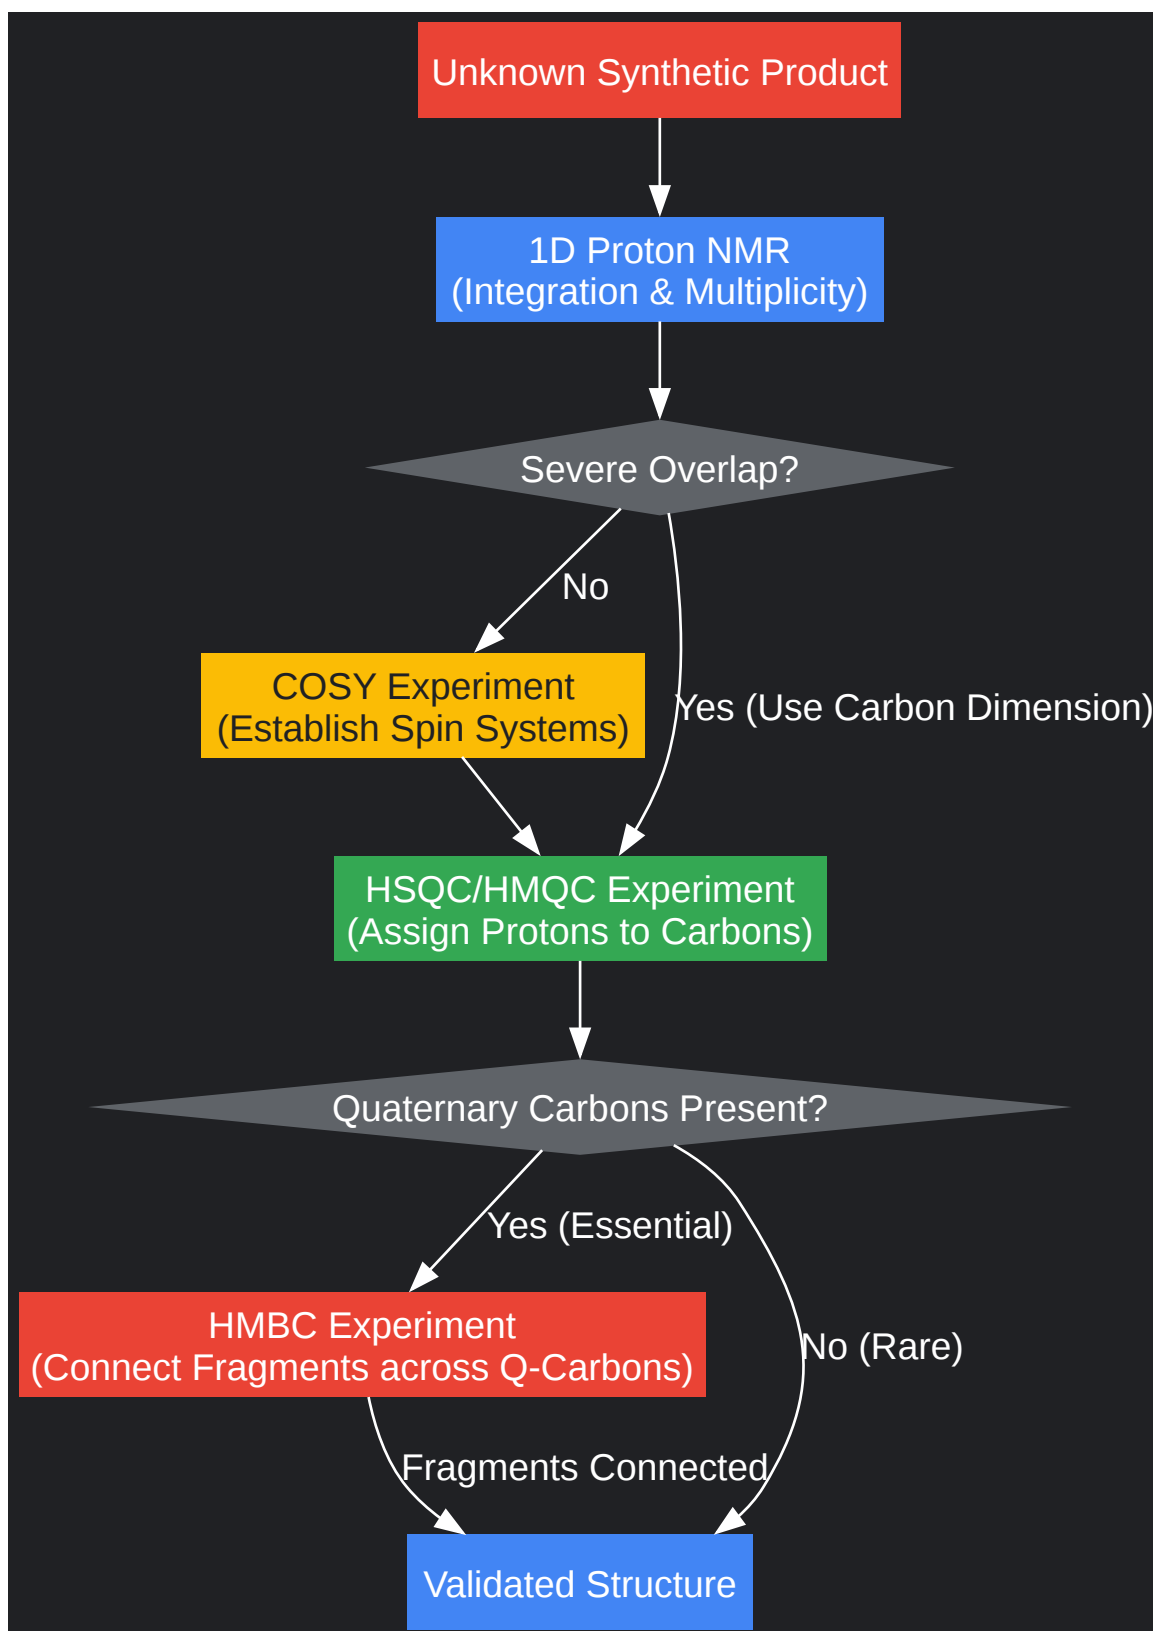 Unknown Synthetic Product
1D Proton NMR
(Integration & Multiplicity)
Severe Overlap?
No
COSY Experiment
(Establish Spin Systems)
Yes (Use Carbon Dimension)
HSQC/HMQC Experiment
(Assign Protons to Carbons)
Quaternary Carbons Present?
Yes (Essential)
HMBC Experiment
(Connect Fragments across Q-Carbons)
No (Rare)
Fragments Connected
Validated Structure